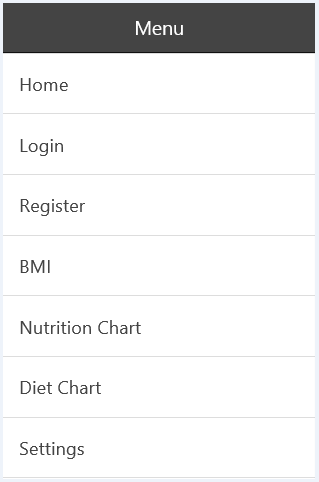 Menu
Home
Login
Register
BMI
Nutrition Chart
Diet Chart
Settings